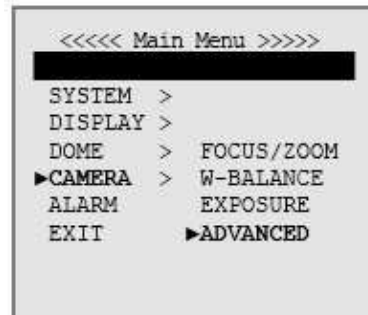 <<<<< Main Menu >>>>>
SYSTEM >
DISPLAY >
DOME > FOCUS/ZOOM
►CAMERA > W-BALANCE
ALARM EXPOSURE
EXIT ►ADVANCED